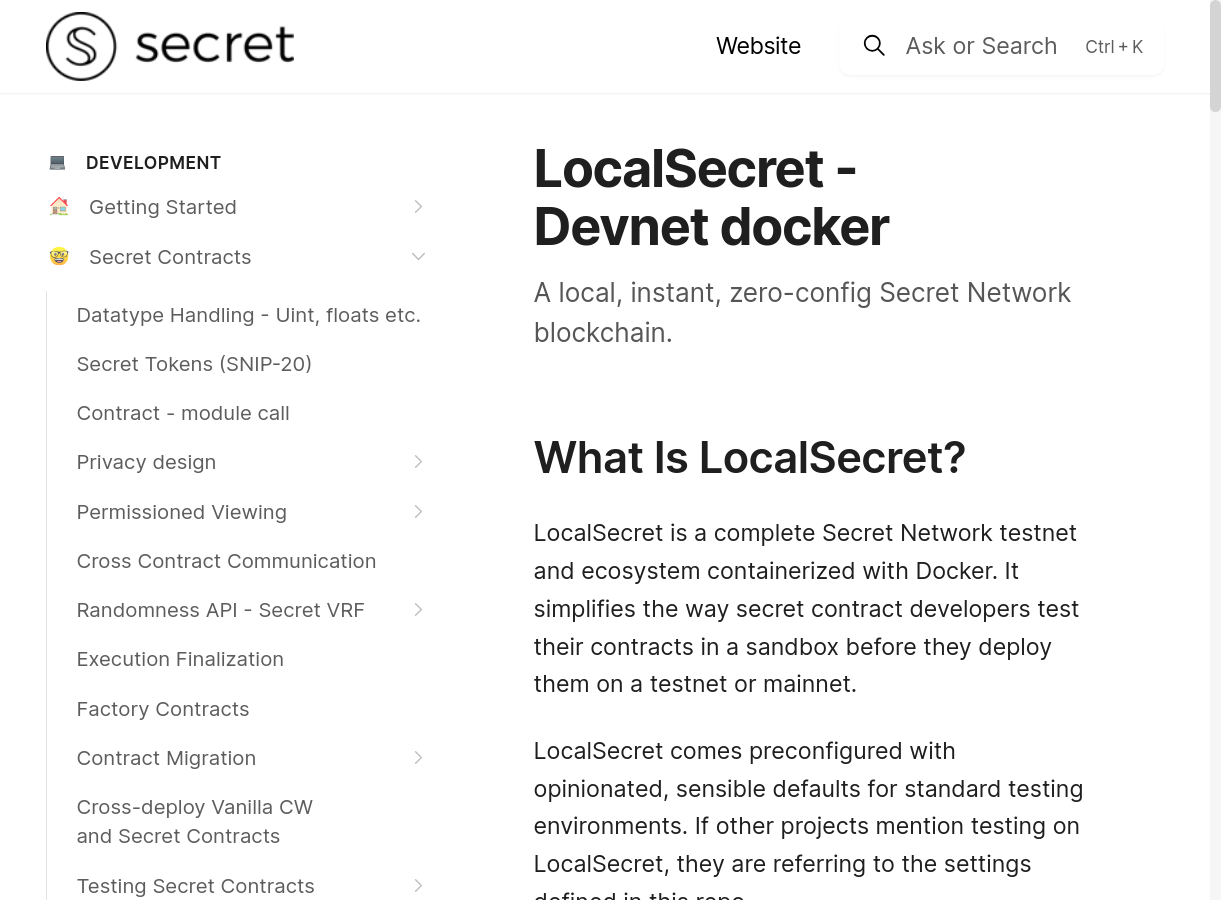 secret
Website
Ask or Search
Ctrl + K
DEVELOPMENT
Getting Started
Secret Contracts
Datatype Handling - Uint, floats etc.
Secret Tokens (SNIP-20)
Contract - module call
Privacy design
Permissioned Viewing
Cross Contract Communication
Randomness API - Secret VRF
Execution Finalization
Factory Contracts
Contract Migration
Cross-deploy Vanilla CW
and Secret Contracts
Testing Secret Contracts
LocalSecret -
Devnet docker
A local, instant, zero-config Secret Network
blockchain.
What Is LocalSecret?
LocalSecret is a complete Secret Network testnet
and ecosystem containerized with Docker. It
simplifies the way secret contract developers test
their contracts in a sandbox before they deploy
them on a testnet or mainnet.
LocalSecret comes preconfigured with
opinionated, sensible defaults for standard testing
environments. If other projects mention testing on
LocalSecret, they are referring to the settings
defined in this repo.